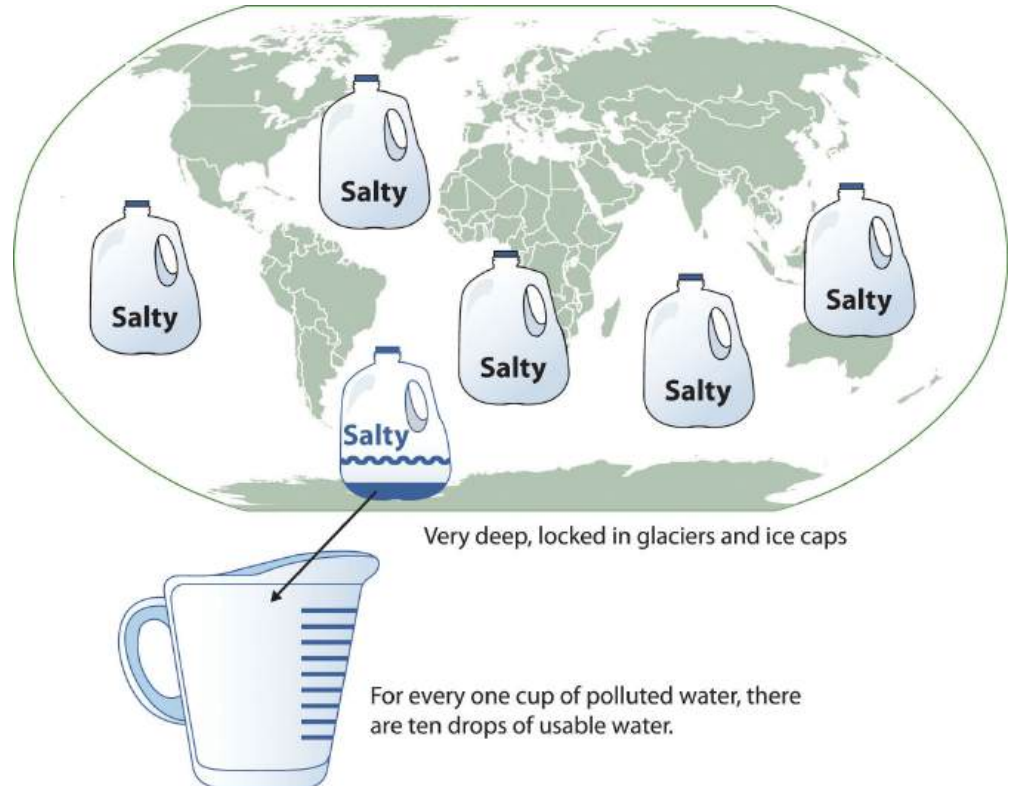 Salty
Salty
Salty
Salty
Salty
Salty
Very deep, locked in glaciers and ice caps
For every one cup of polluted water, there
are ten drops of usable water.